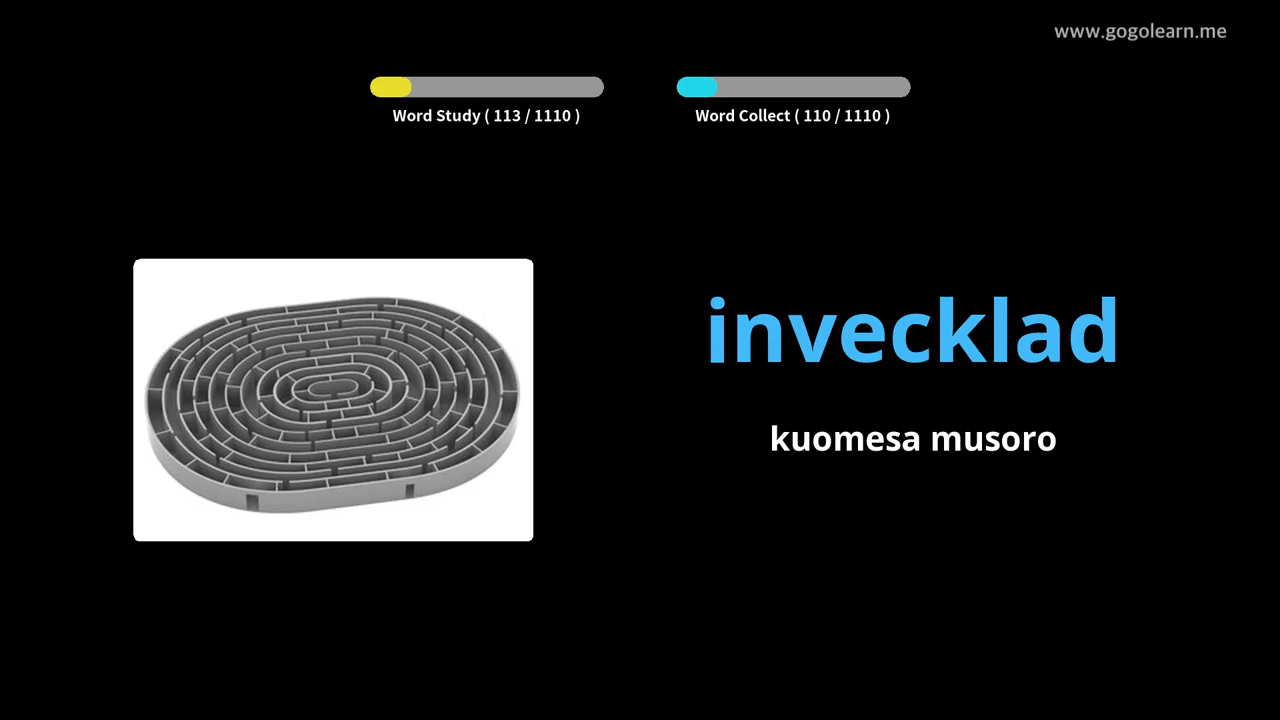 www.gogolearn.me
Word Study ( 113 / 1110 )
Word Collect ( 110 / 1110 )
invecklad
kuomesa musoro